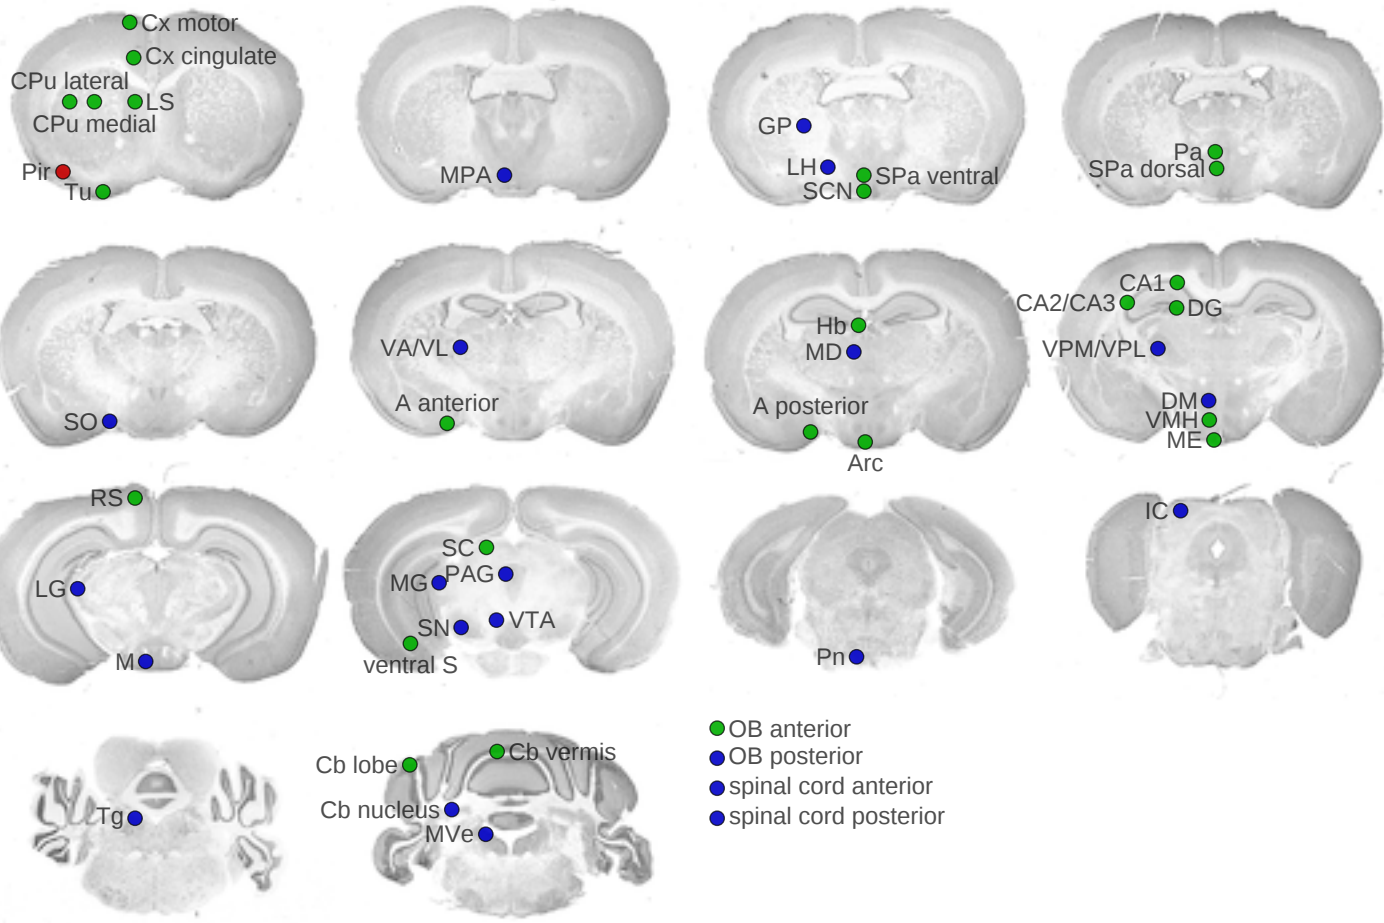 Cx motor
Cx cingulate
CPu lateral
LS
CPu medial
Pir
Tu
MPA
GP
LH
SPa ventral
SCN
Pa
SPa dorsal
SO
VA/VL
A anterior
Hb
MD
A posterior
Arc
CA1
CA2/CA3
DG
VPM/VPL
DM
VMH
ME
RS
LG
M
SC
MG
PAG
SN
VTA
ventral S
Pn
IC
Tg
Cb lobe
Cb vermis
Cb nucleus
MVe
OB anterior
OB posterior
spinal cord anterior
spinal cord posterior